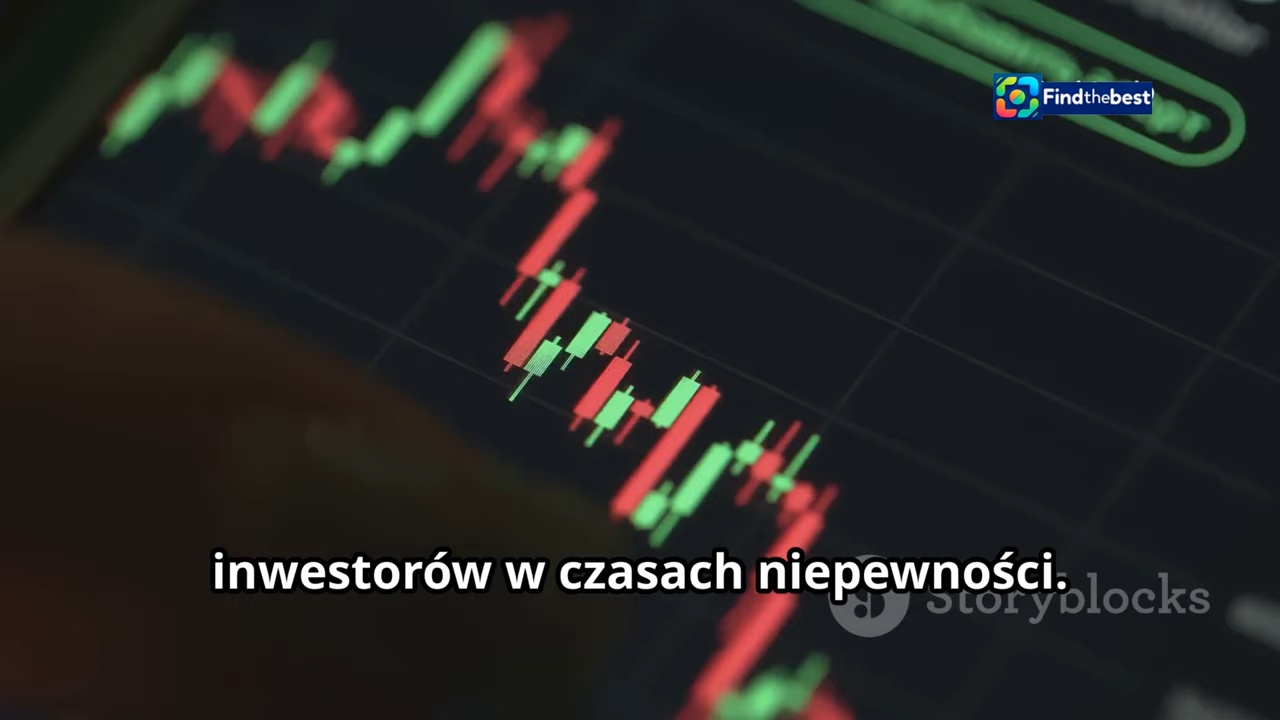 Findthebest
inwestorów w czasach niepewności.
Storyblocks